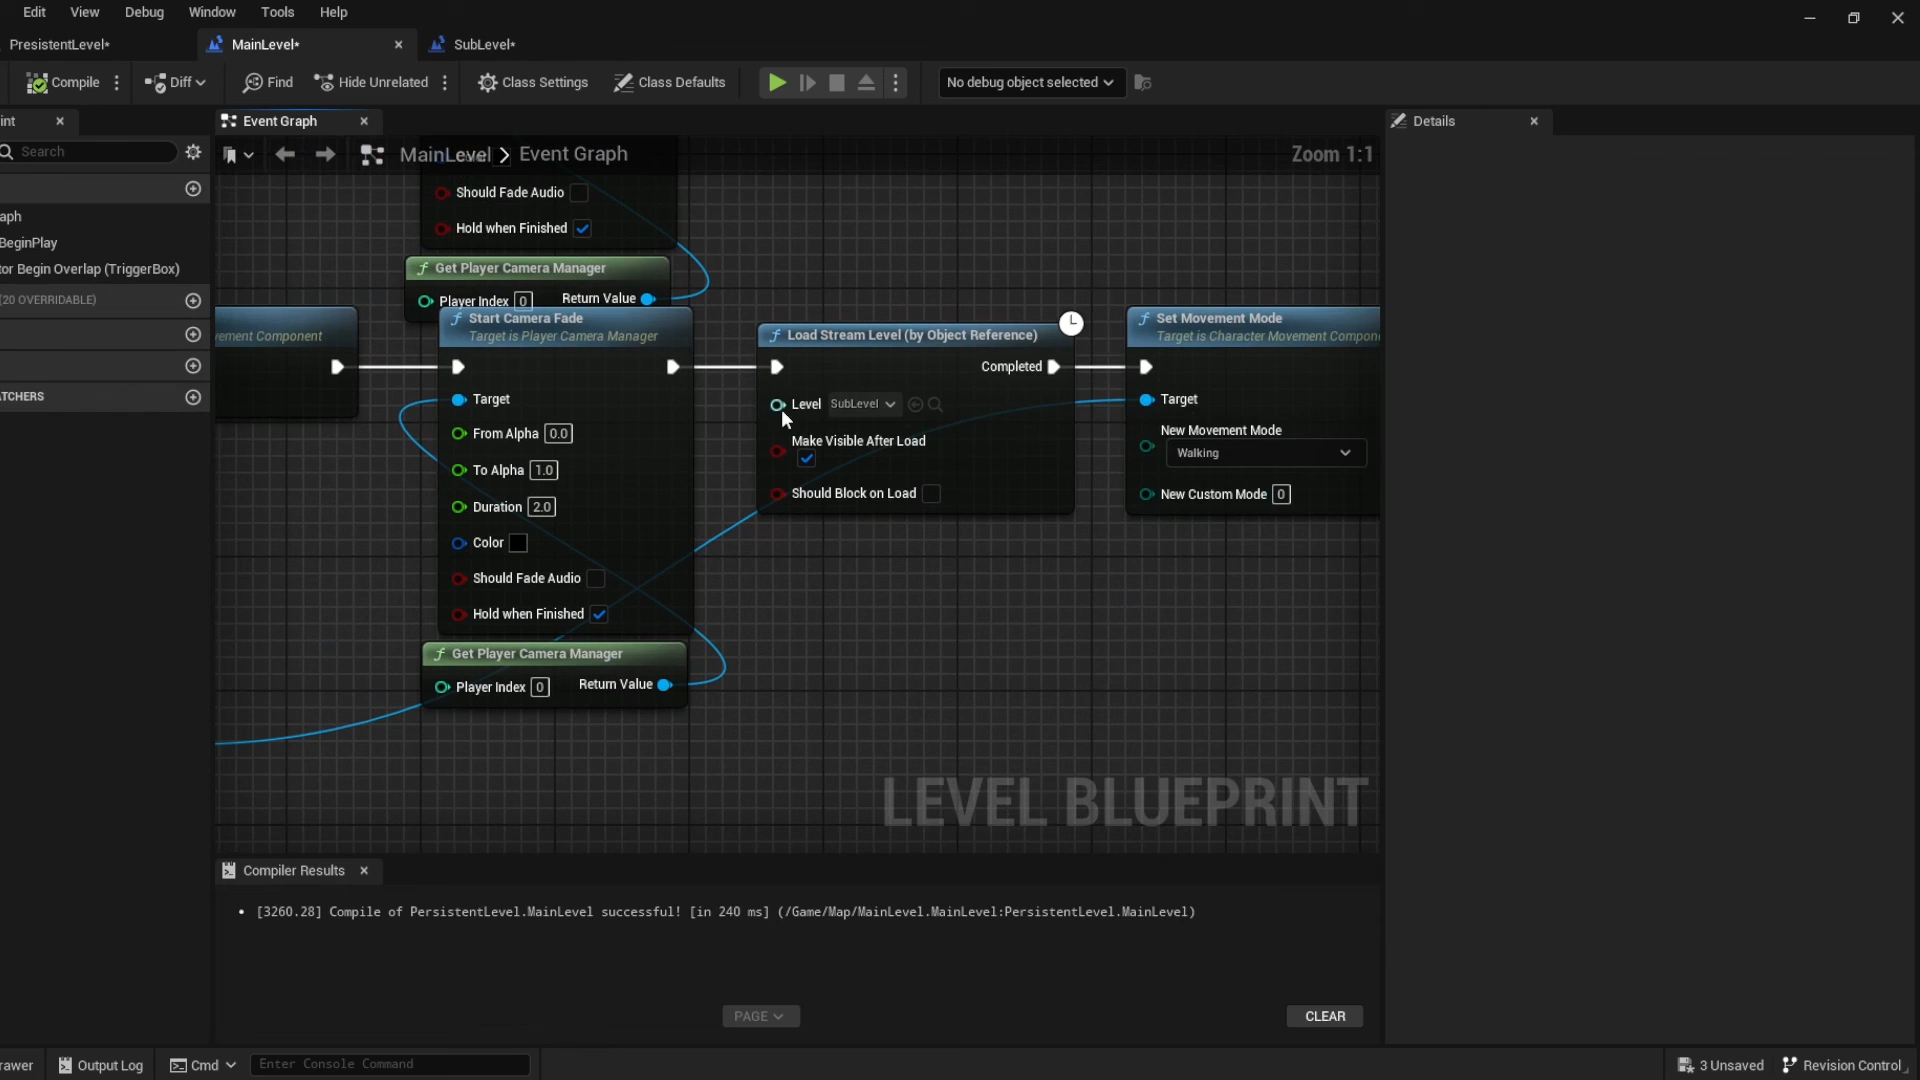 Edit View Debug Window Tools Help
PresistentLevel* MainLevel* SubLevel*
Compile Diff Find Hide Unrelated Class Settings Class Defaults No debug object selected
int Event Graph Details
Search MainLevel > Event Graph Zoom 1:1
Should Fade Audio
aph
Hold when Finished
BeginPlay
tor Begin Overlap (TriggerBox)
Get Player Camera Manager
(20 OVERRIDABLE)
Player Index 0 Return Value
Start Camera Fade
Target is Player Camera Manager
vement Component
Load Stream Level (by Object Reference)
Set Movement Mode
Target is Character Movement Compon
Completed
ATCHERS
Target
Level SubLevel
Target
From Alpha 0.0
Make Visible After Load
New Movement Mode
Walking
To Alpha 1.0
Should Block on Load
New Custom Mode 0
Duration 2.0
Color
Should Fade Audio
Hold when Finished
Get Player Camera Manager
Player Index 0 Return Value
LEVEL BLUEPRINT
Compiler Results
[3260.28] Compile of PersistentLevel.MainLevel successful! [in 240 ms] (/Game/Map/MainLevel.MainLevel:PersistentLevel.MainLevel)
PAGE CLEAR
rawer Output Log Cmd Enter Console Command 3 Unsaved Revision Control